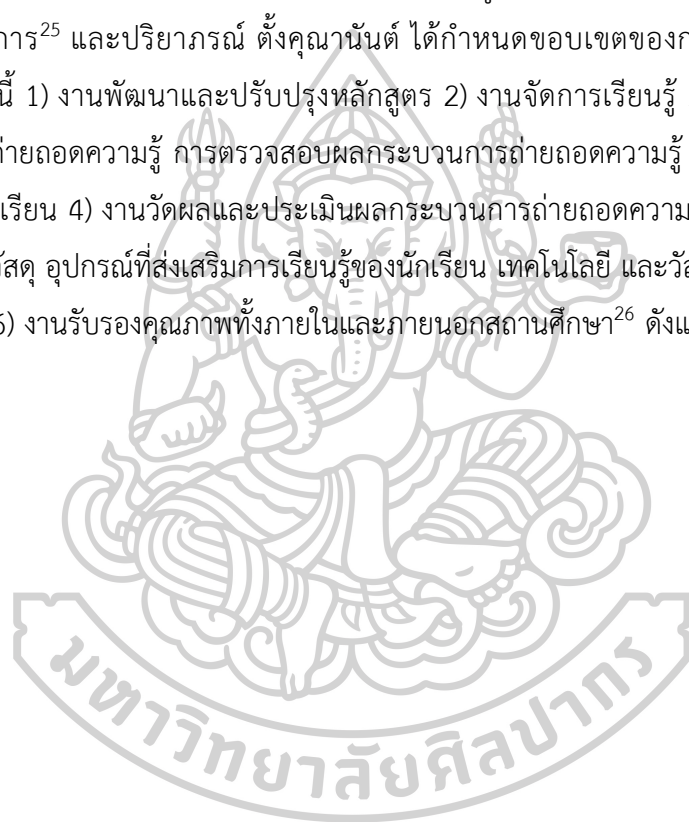 การ25 และปริยาภรณ์ ตั้งคุณานันต์ ได้กำหนดขอบเขตของก
นี้ 1) งานพัฒนาและปรับปรุงหลักสูตร 2) งานจัดการเรียนรู้
ถ่ายถอดความรู้ การตรวจสอบผลกระบวนการถ่ายถอดความรู้
เรียน 4) งานวัดผลและประเมินผลกระบวนการถ่ายถอดความ
วัสดุ อุปกรณ์ที่ส่งเสริมการเรียนรู้ของนักเรียน เทคโนโลยี และวัส
6) งานรับรองคุณภาพทั้งภายในและภายนอกสถานศึกษา26 ดังแ
มหาวิทยาลัยศิลปากร